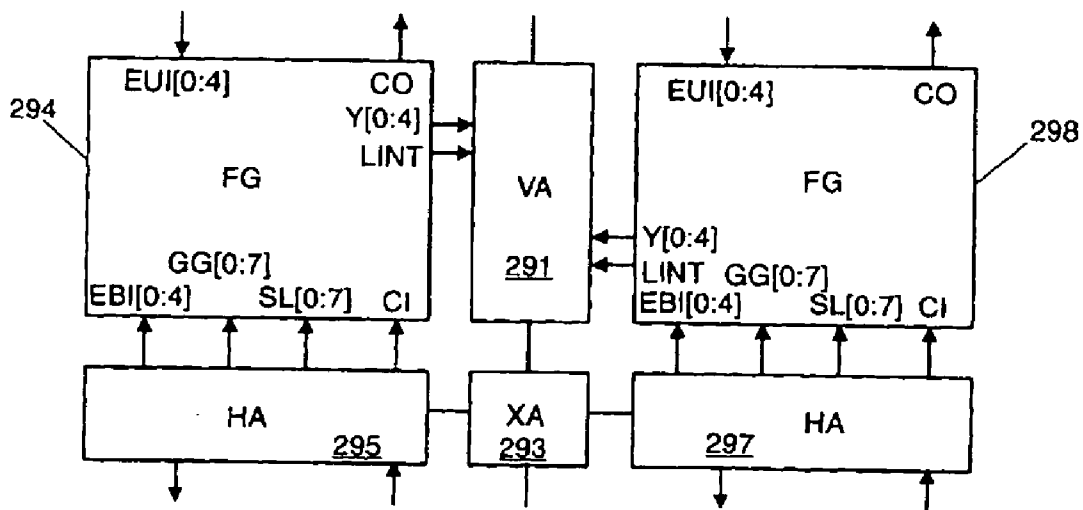 EUI[0:4] CO
Y[0:4]
LINT
294
FG
GG[0:7]
EBI[0:4] SL[0:7] CI
VA
291
EUI[0:4] CO
298
FG
Y[0:4]
LINT GG[0:7]
EBI[0:4] SL[0:7] CI
HA
295
XA
293
HA
297